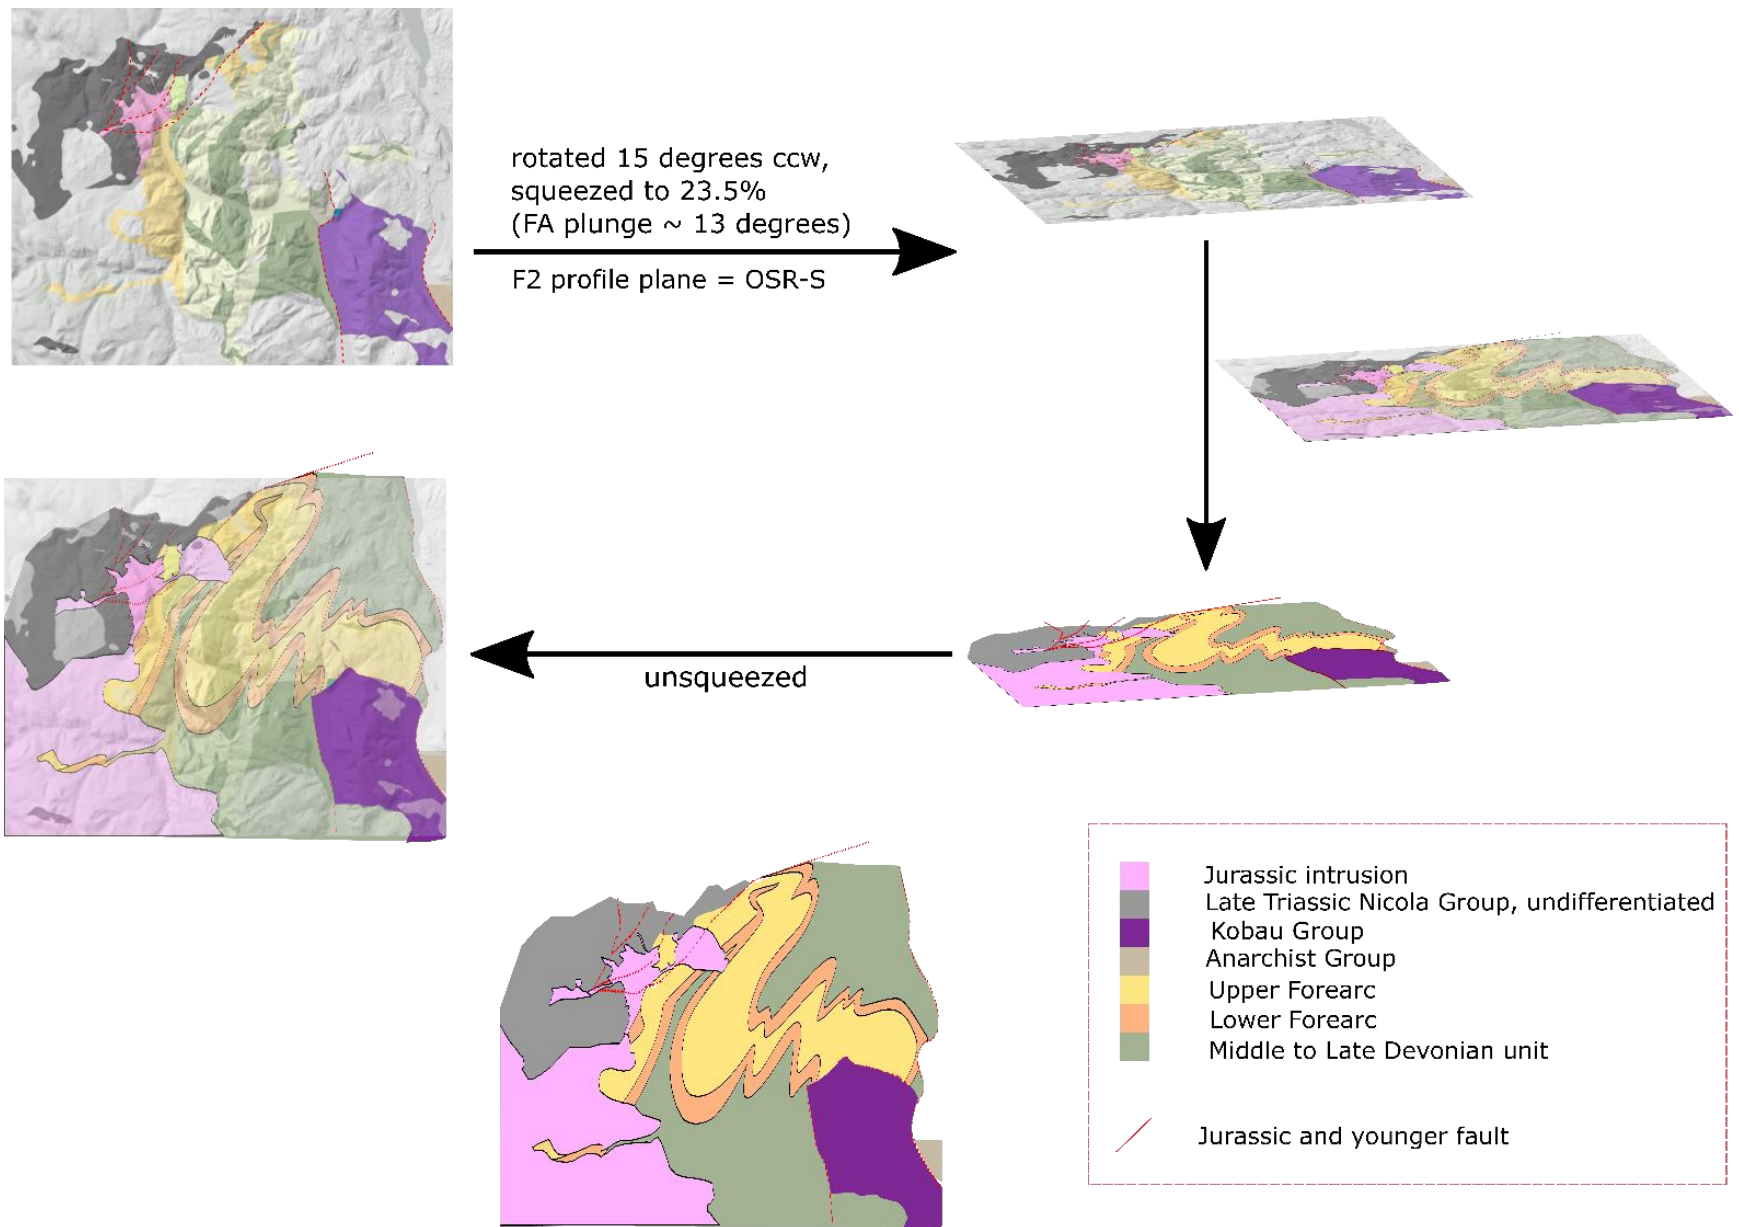 rotated 15 degrees ccw,
squeezed to 23.5%
(FA plunge ~ 13 degrees)
F2 profile plane = OSR-S
unsqueezed
Jurassic intrusion
Late Triassic Nicola Group, undifferentiated
Kobau Group
Anarchist Group
Upper Forearc
Lower Forearc
Middle to Late Devonian unit
Jurassic and younger fault